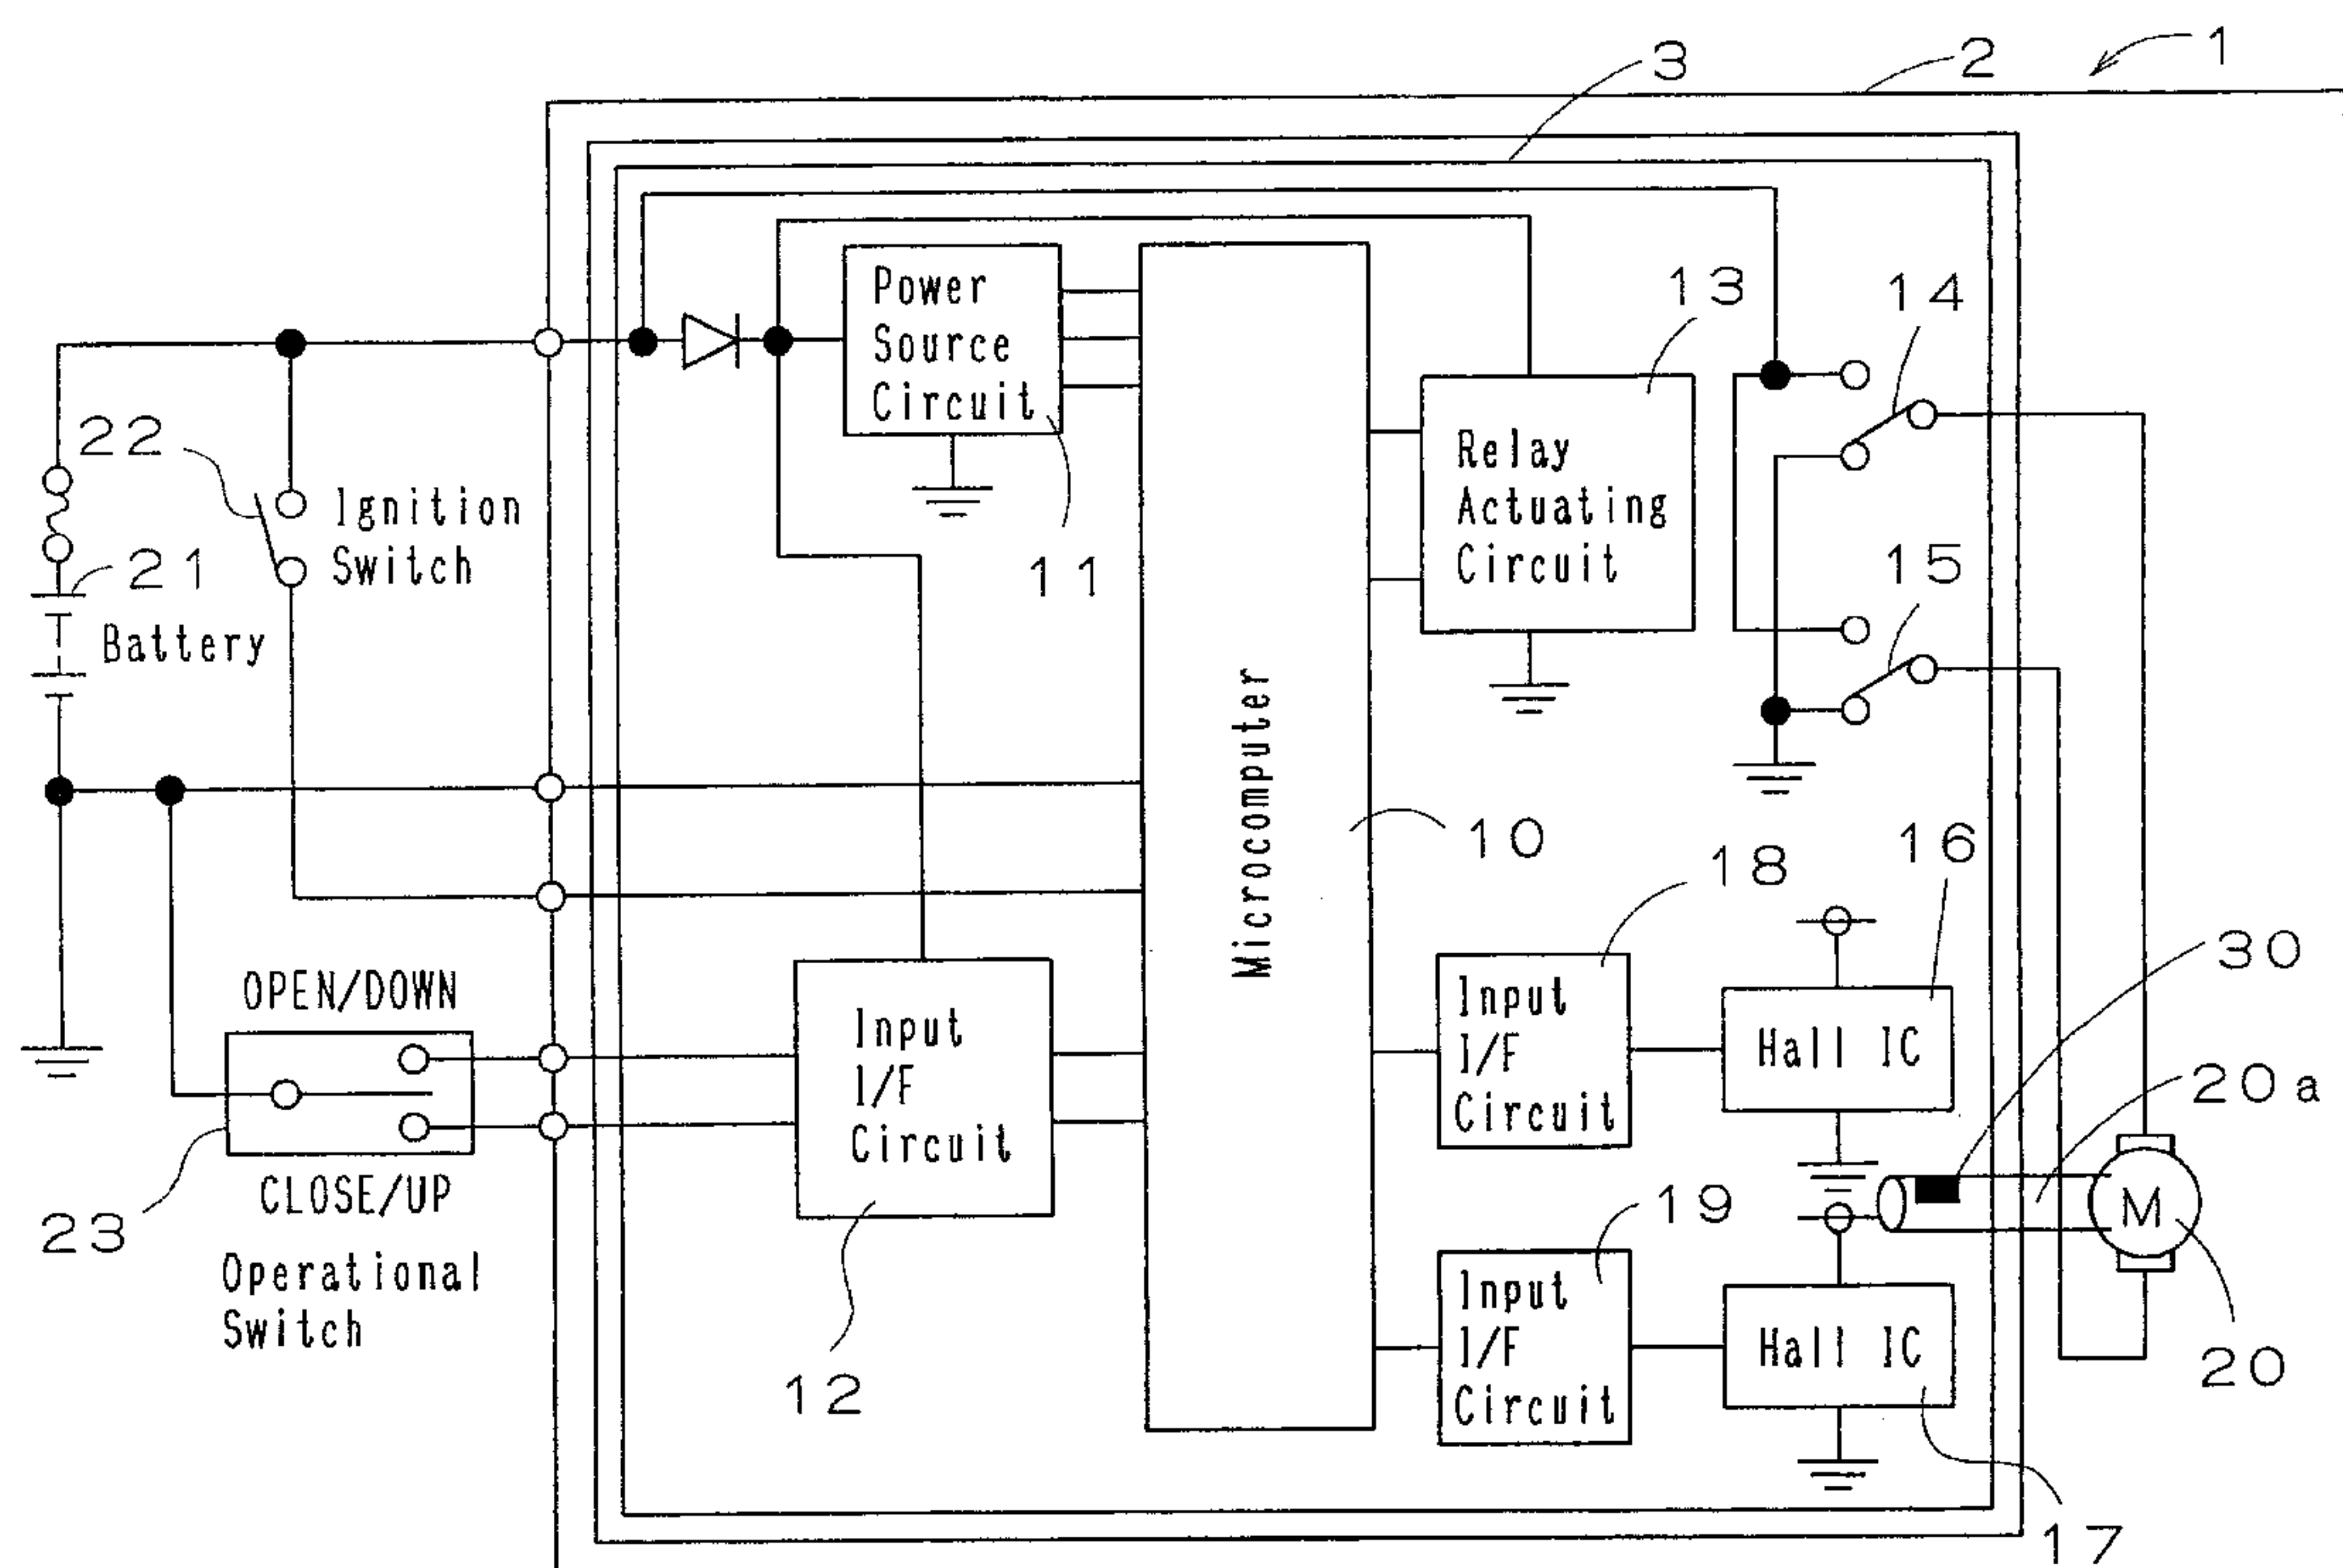 1
2
3
Power
Source
Circuit
11
13
14
22
Ignition
Switch
Relay
Actuating
Circuit
21
Battery
15
Microcomputer
10
18
16
30
OPEN/DOWN
Input
I/F
Circuit
Input
I/F
Circuit
Hall IC
20a
CLOSE/UP
23
Operational
Switch
12
19
M
Input
I/F
Circuit
Hall IC
20
17